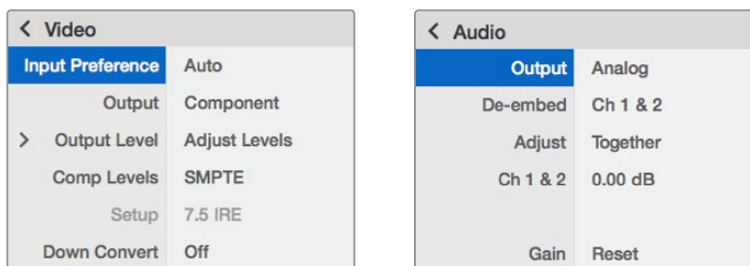 Video
Input Preference Auto
Output Component
Output Level Adjust Levels
Comp Levels SMPTE
Setup 7.5 IRE
Down Convert Off
Audio
Output Analog
De-embed Ch 1 & 2
Adjust Together
Ch 1 & 2 0.00 dB
Gain Reset